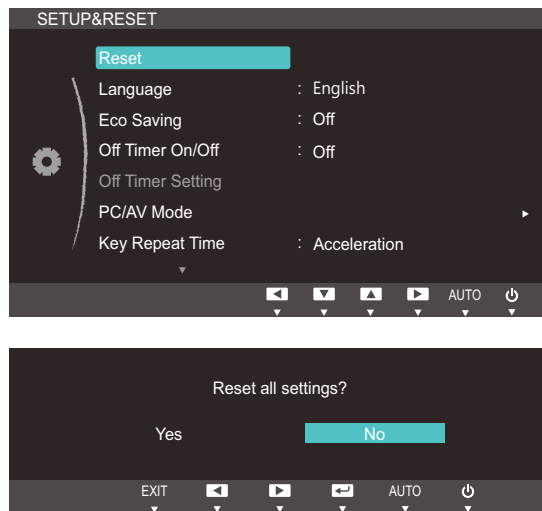 SETUP&RESET
Reset
Language : English
Eco Saving : Off
Off Timer On/Off : Off
Off Timer Setting
PC/AV Mode
Key Repeat Time : Acceleration
AUTO
Reset all settings?
Yes No
EXIT AUTO